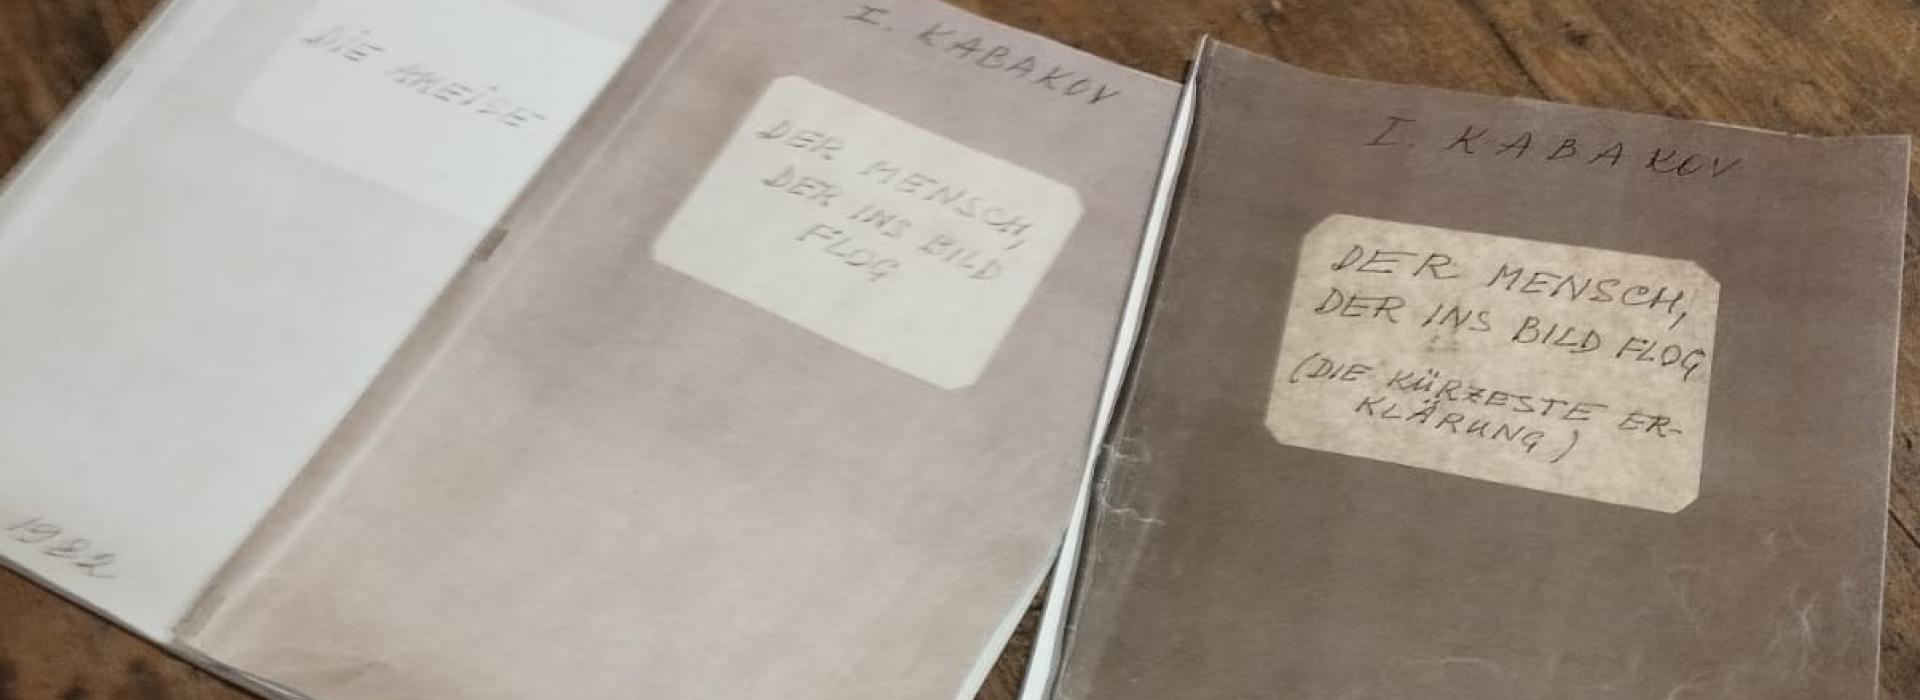 DIE AMEISE
1982
I. KABAKOV
DER MENSCH,
DER INS BILD
FLOG
I. KABAKOV
DER MENSCH,
DER INS BILD FLOG
(DIE KÜRZESTE ER-
KLÄRUNG)